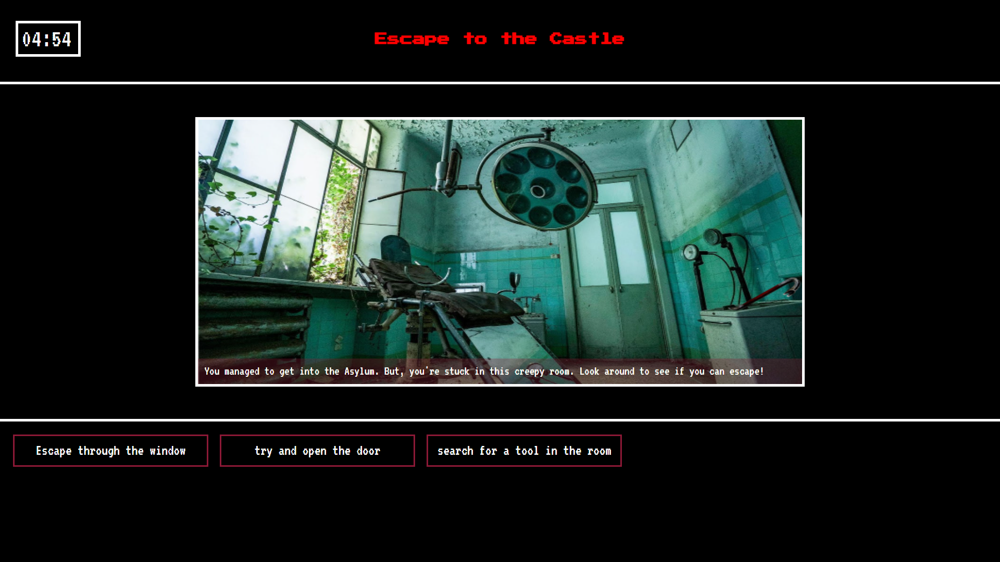 04:54
Escape to the Castle
You managed to get into the Asylum. But, you're stuck in this creepy room. Look around to see if you can escape!
Escape through the window
try and open the door
search for a tool in the room